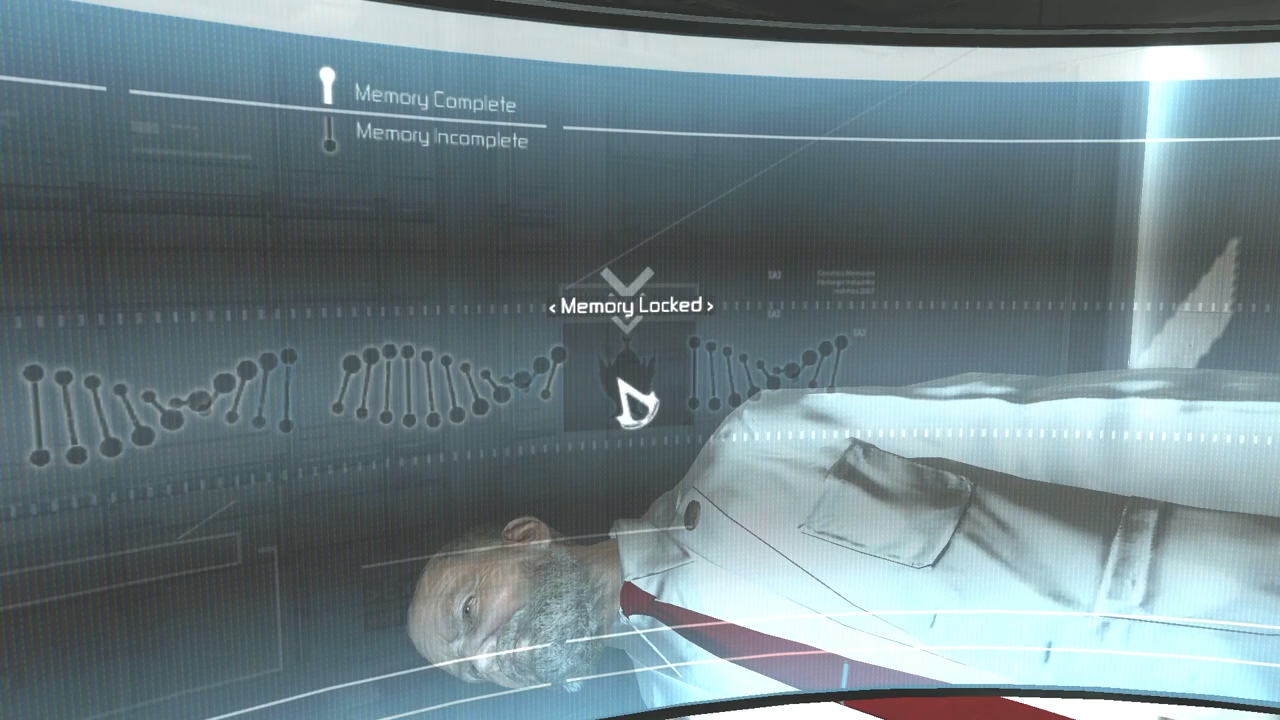 Memory Complete
Memory Incomplete
‹ Memory Locked ›